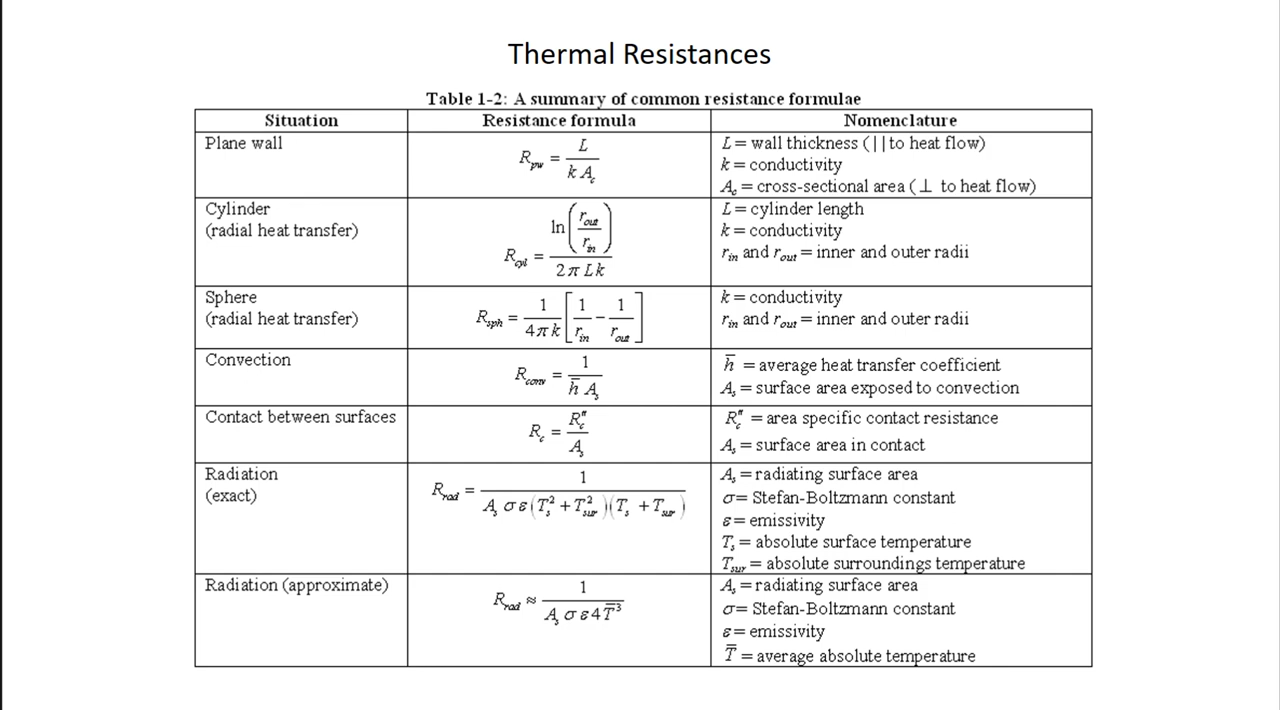 Thermal Resistances
Table 1-2: A summary of common resistance formulae
Situation Resistance formula Nomenclature
Plane wall
R_pw = L / (k A_c)
L = wall thickness (|| to heat flow)
k = conductivity
A_c = cross-sectional area (⊥ to heat flow)
Cylinder
(radial heat transfer)
R_cyl = ln(r_out / r_in) / (2 π L k)
L = cylinder length
k = conductivity
r_in and r_out = inner and outer radii
Sphere
(radial heat transfer)
R_sph = 1 / (4 π k) [1 / r_in − 1 / r_out]
k = conductivity
r_in and r_out = inner and outer radii
Convection
R_conv = 1 / (h̄ A_s)
h̄ = average heat transfer coefficient
A_s = surface area exposed to convection
Contact between surfaces
R_c = R″_c / A_s
R″_c = area specific contact resistance
A_s = surface area in contact
Radiation
(exact)
R_rad = 1 / (A_s σ ε (T_s² + T_sur²)(T_s + T_sur))
A_s = radiating surface area
σ = Stefan-Boltzmann constant
ε = emissivity
T_s = absolute surface temperature
T_sur = absolute surroundings temperature
Radiation (approximate)
R_rad ≈ 1 / (A_s σ ε 4 T̄³)
A_s = radiating surface area
σ = Stefan-Boltzmann constant
ε = emissivity
T̄ = average absolute temperature